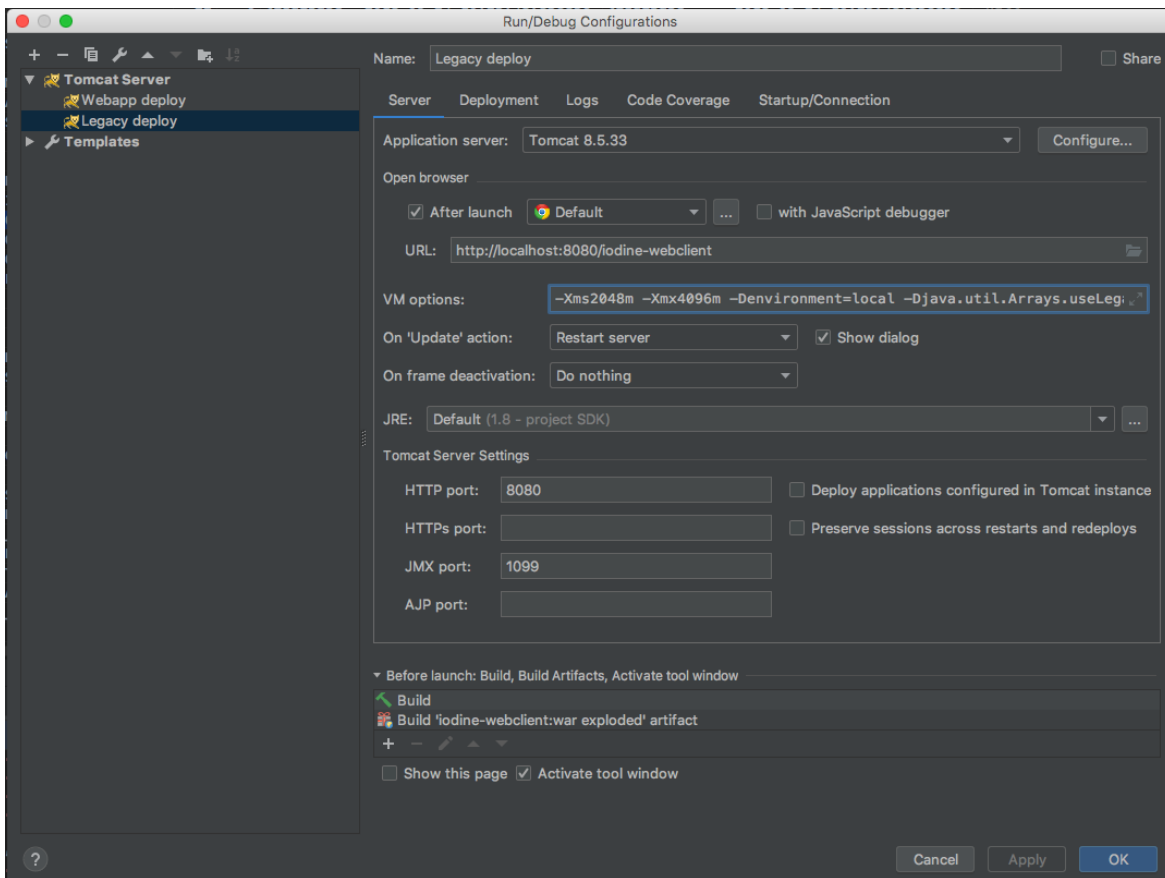 Run/Debug Configurations
Tomcat Server
Webapp deploy
Legacy deploy
Templates
Name: Legacy deploy Share
Server Deployment Logs Code Coverage Startup/Connection
Application server: Tomcat 8.5.33 Configure...
Open browser
After launch Default ... with JavaScript debugger
URL: http://localhost:8080/iodine-webclient
VM options: -Xms2048m -Xmx4096m -Denvironment=local -Djava.util.Arrays.useLega
On 'Update' action: Restart server Show dialog
On frame deactivation: Do nothing
JRE: Default (1.8 - project SDK) ...
Tomcat Server Settings
HTTP port: 8080 Deploy applications configured in Tomcat instance
HTTPs port: Preserve sessions across restarts and redeploys
JMX port: 1099
AJP port:
Before launch: Build, Build Artifacts, Activate tool window
Build
Build 'iodine-webclient:war exploded' artifact
Show this page Activate tool window
? Cancel Apply OK